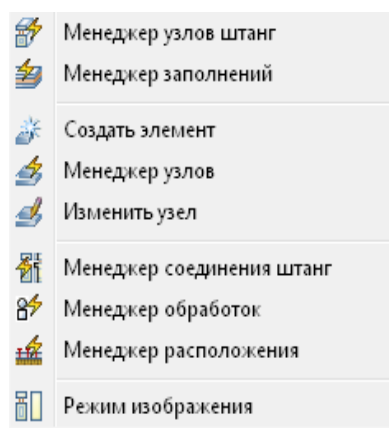 Менеджер узлов штанг
Менеджер заполнений
Создать элемент
Менеджер узлов
Изменить узел
Менеджер соединения штанг
Менеджер обработок
Менеджер расположения
Режим изображения